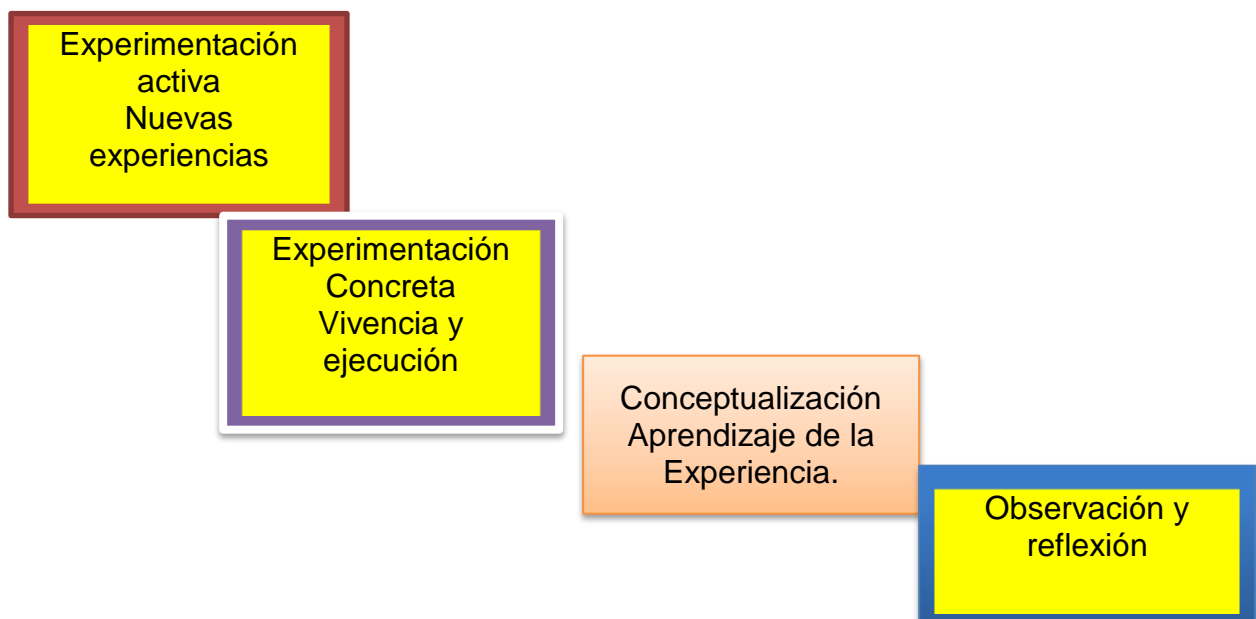 Experimentación
activa
Nuevas
experiencias
Experimentación
Concreta
Vivencia y
ejecución
Conceptualización
Aprendizaje de la
Experiencia.
Observación y
reflexión